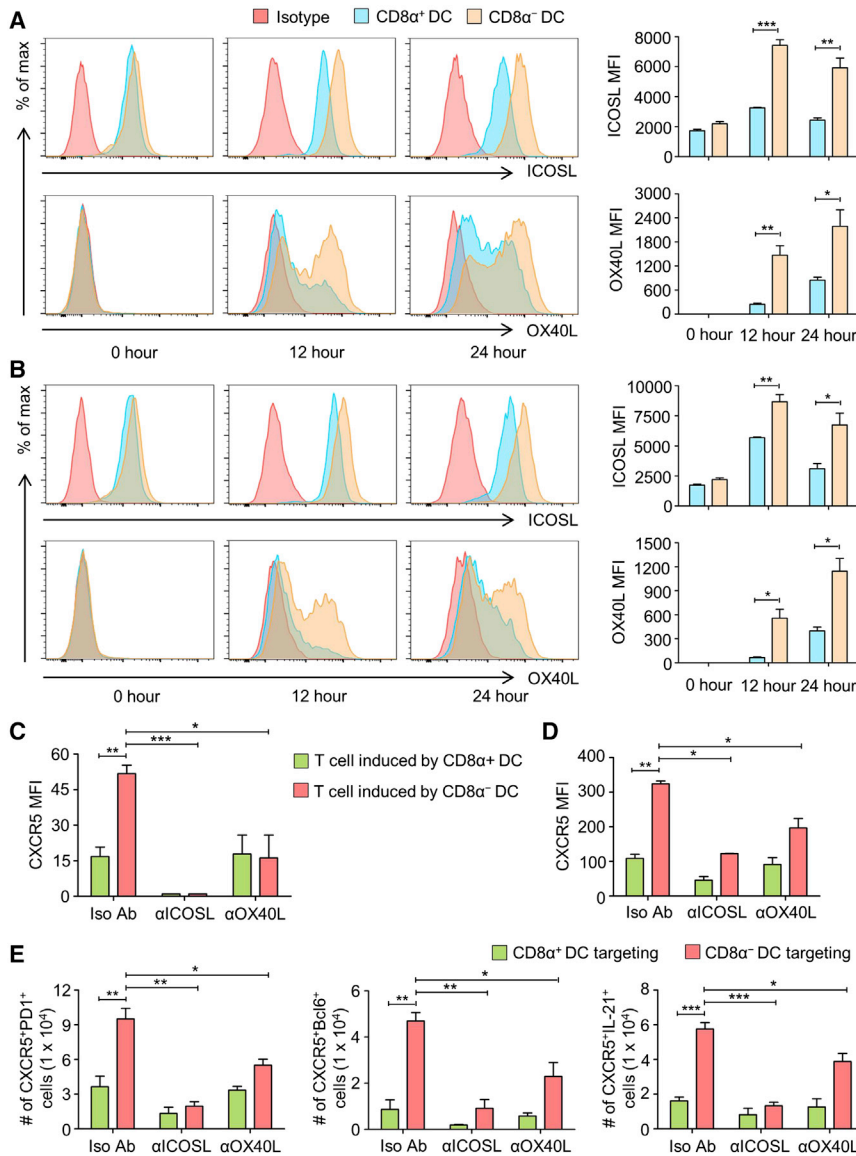 A
Isotype
CD8α⁺ DC
CD8α⁻ DC
% of max
ICOSL
OX40L
0 hour
12 hour
24 hour
ICOSL MFI
8000
6000
4000
2000
0
***
**
OX40L MFI
3000
2400
1800
1200
600
0
**
*
0 hour
12 hour
24 hour
B
% of max
ICOSL
OX40L
0 hour
12 hour
24 hour
ICOSL MFI
10000
7500
5000
2500
0
**
*
OX40L MFI
1500
1200
900
600
300
0
*
*
0 hour
12 hour
24 hour
C
CXCR5 MFI
60
45
30
15
0
**
***
*
Iso Ab
αICOSL
αOX40L
T cell induced by CD8α+ DC
T cell induced by CD8α⁻ DC
D
CXCR5 MFI
400
300
200
100
0
**
*
*
Iso Ab
αICOSL
αOX40L
E
CD8α⁺ DC targeting
CD8α⁻ DC targeting
# of CXCR5⁺PD1⁺
cells (1 x 10⁴)
12
9
6
3
0
**
**
*
Iso Ab
αICOSL
αOX40L
# of CXCR5⁺Bcl6⁺
cells (1 x 10⁴)
6
4
2
0
**
**
*
Iso Ab
αICOSL
αOX40L
# of CXCR5⁺IL-21⁺
cells (1 x 10⁴)
8
6
4
2
0
***
***
*
Iso Ab
αICOSL
αOX40L